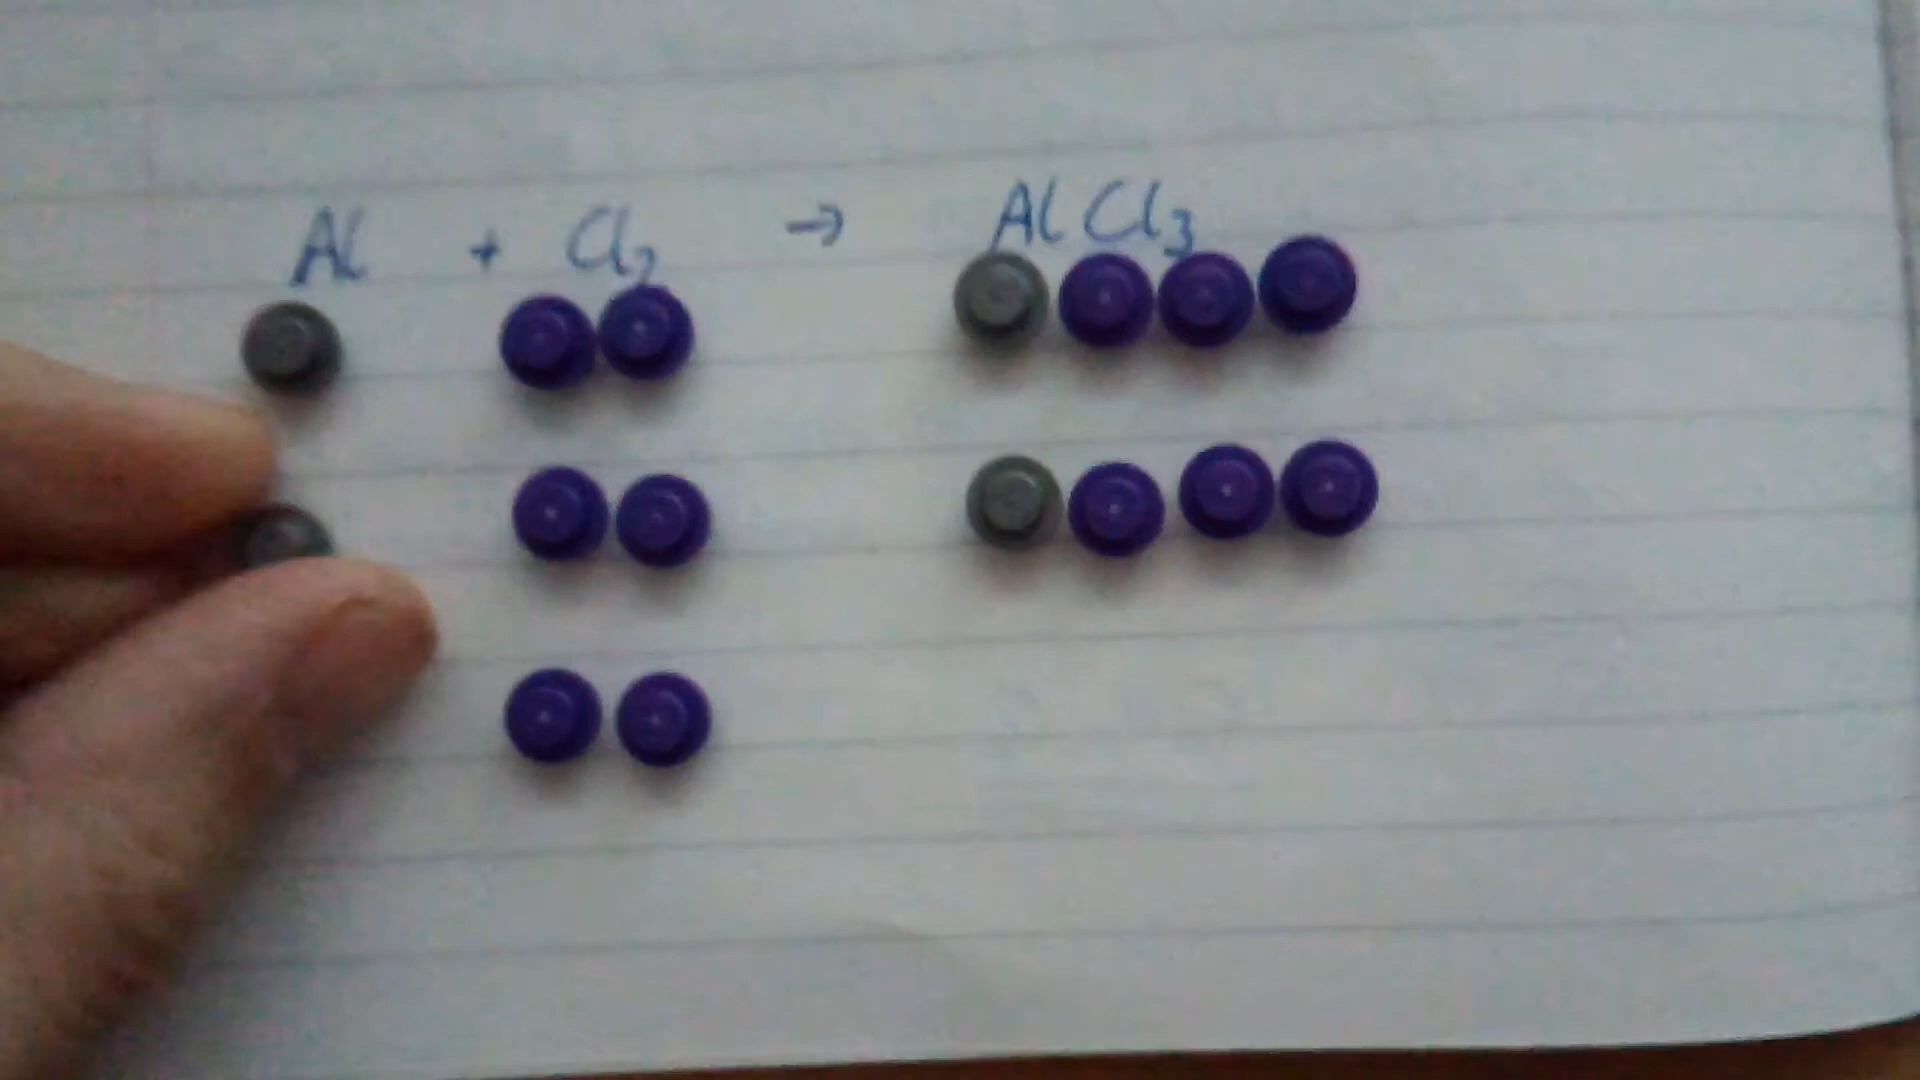 Al + Cl₂ → AlCl₃